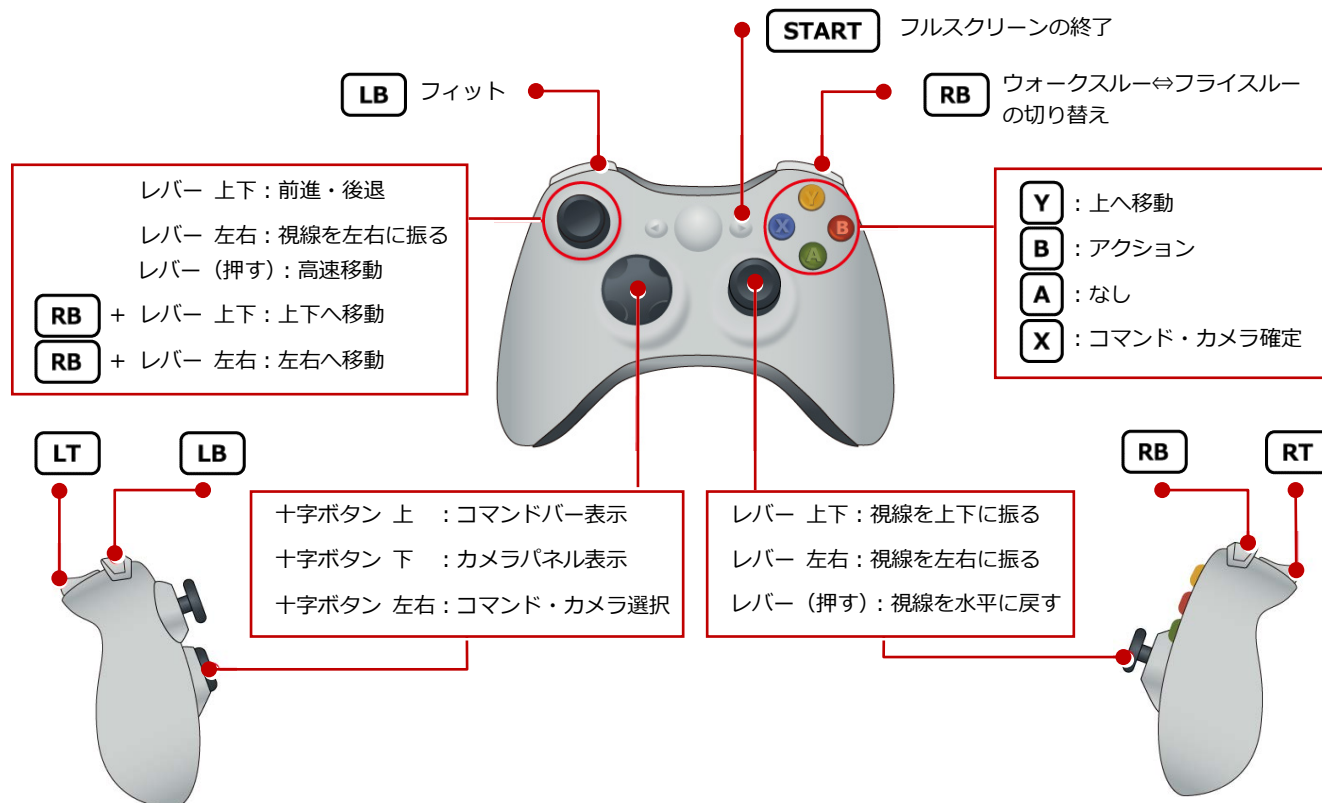 START フルスクリーンの終了
LB フィット
RB ウォークスルー⇔フライスルー
の切り替え
レバー 上下：前進・後退
レバー 左右：視線を左右に振る
レバー（押す）：高速移動
RB + レバー 上下：上下へ移動
RB + レバー 左右：左右へ移動
Y
X
B
A
Y ：上へ移動
B ：アクション
A ：なし
X ：コマンド・カメラ確定
LT
LB
RB
RT
十字ボタン 上 ：コマンドバー表示
十字ボタン 下 ：カメラパネル表示
十字ボタン 左右：コマンド・カメラ選択
レバー 上下：視線を上下に振る
レバー 左右：視線を左右に振る
レバー（押す）：視線を水平に戻す